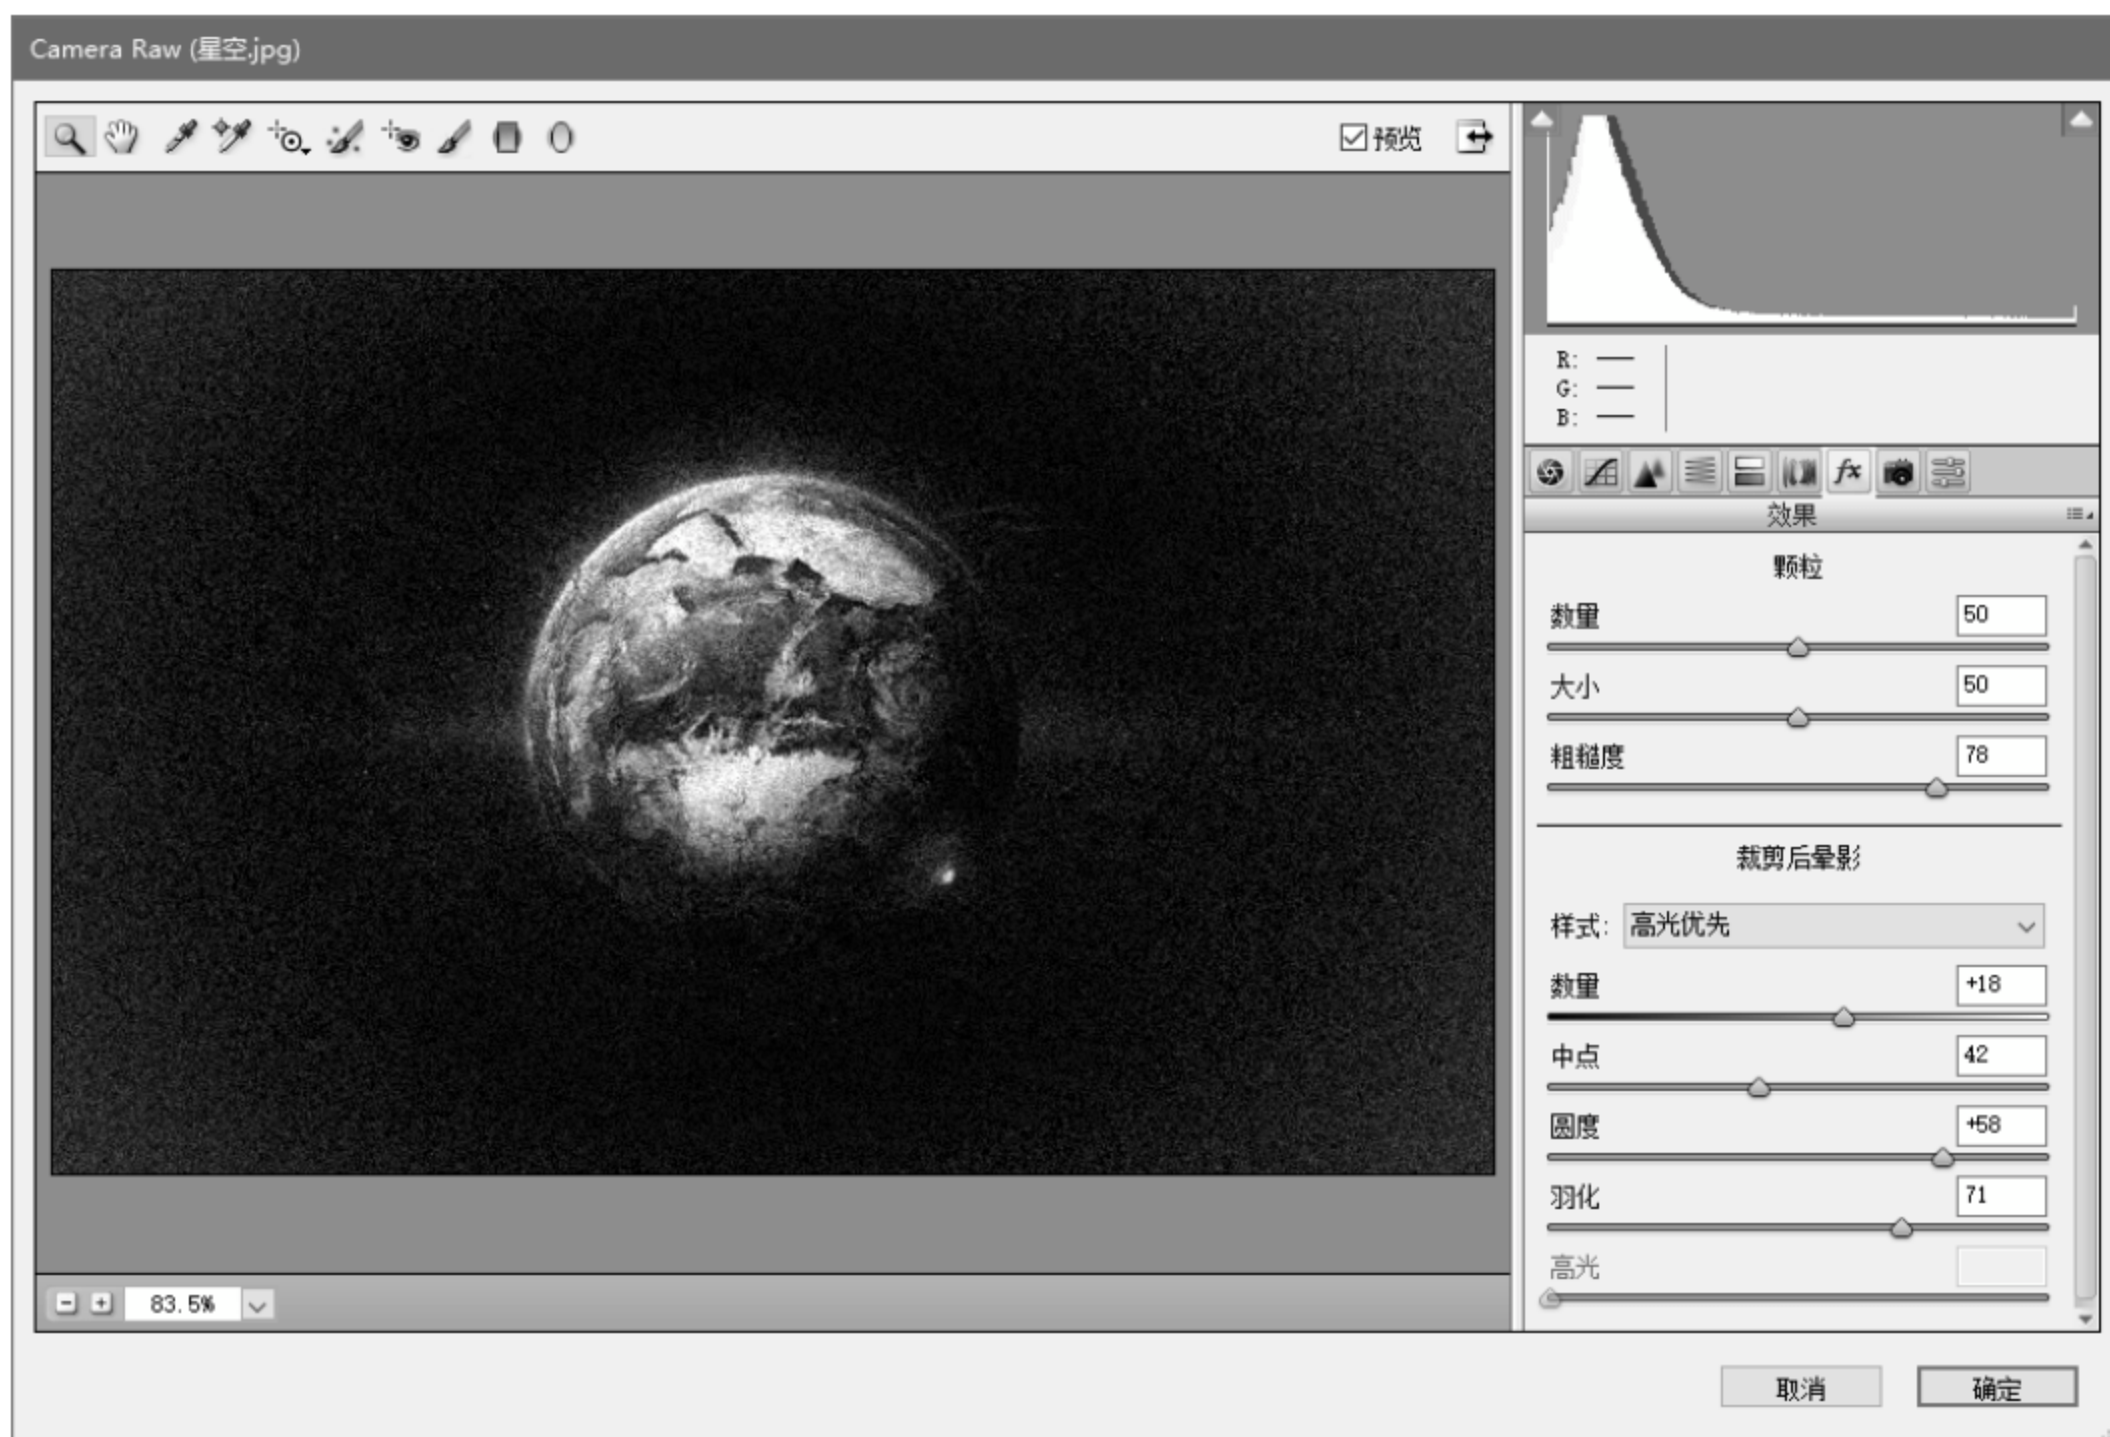 Camera Raw (星空.jpg)
预览
R:
G:
B:
fx
效果
颗粒
数量 50
大小 50
粗糙度 78
裁剪后晕影
样式: 高光优先
数量 +18
中点 42
圆度 +58
羽化 71
高光
83.5%
取消 确定